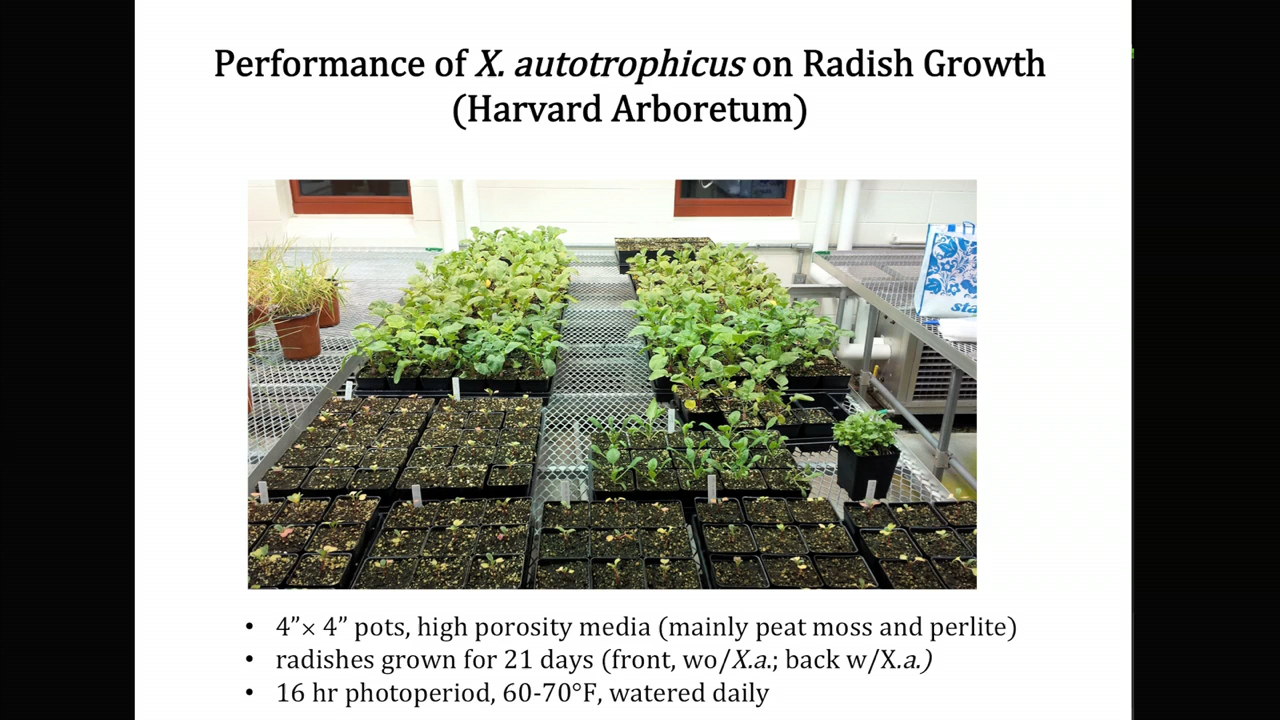 Performance of X. autotrophicus on Radish Growth
(Harvard Arboretum)
sta
• 4”× 4” pots, high porosity media (mainly peat moss and perlite)
• radishes grown for 21 days (front, wo/X.a.; back w/X.a.)
• 16 hr photoperiod, 60-70°F, watered daily